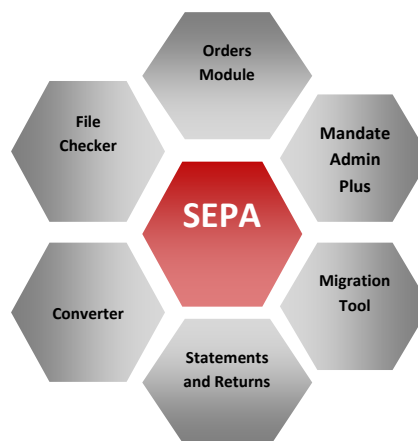 Orders
Module
File
Checker
Mandate
Admin
Plus
SEPA
Migration
Tool
Converter
Statements
and Returns